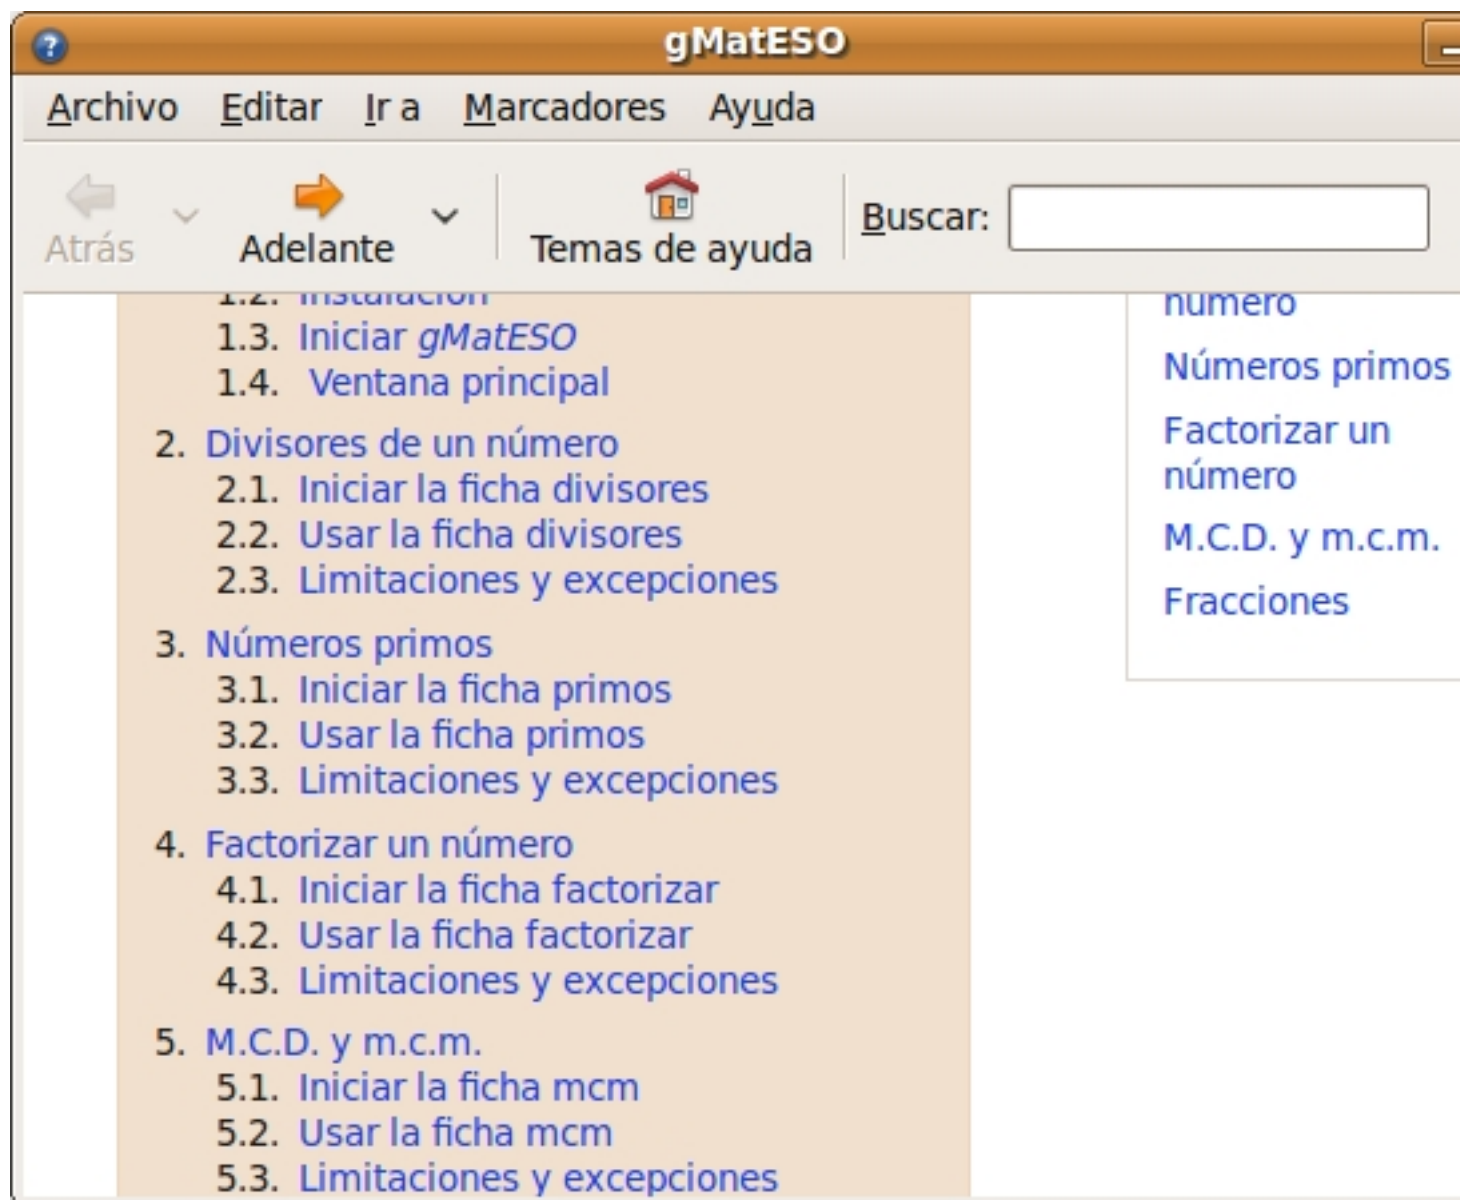 gMatESO
Archivo Editar Ir a Marcadores Ayuda
Atrás Adelante Temas de ayuda Buscar:
1.2. Instalación
1.3. Iniciar gMatESO
1.4. Ventana principal
2. Divisores de un número
2.1. Iniciar la ficha divisores
2.2. Usar la ficha divisores
2.3. Limitaciones y excepciones
3. Números primos
3.1. Iniciar la ficha primos
3.2. Usar la ficha primos
3.3. Limitaciones y excepciones
4. Factorizar un número
4.1. Iniciar la ficha factorizar
4.2. Usar la ficha factorizar
4.3. Limitaciones y excepciones
5. M.C.D. y m.c.m.
5.1. Iniciar la ficha mcm
5.2. Usar la ficha mcm
5.3. Limitaciones y excepciones
número
Números primos
Factorizar un
número
M.C.D. y m.c.m.
Fracciones